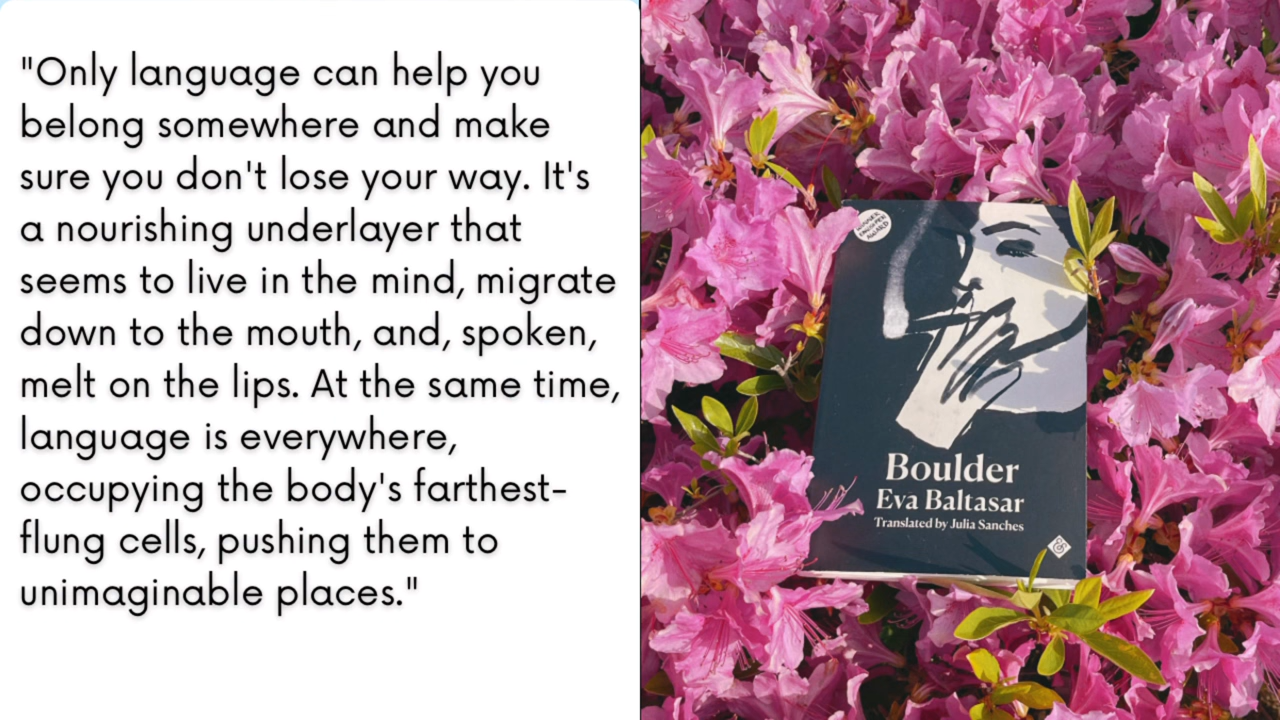 "Only language can help you
belong somewhere and make
sure you don't lose your way. It's
a nourishing underlayer that
seems to live in the mind, migrate
down to the mouth, and, spoken,
melt on the lips. At the same time,
language is everywhere,
occupying the body's farthest-
flung cells, pushing them to
unimaginable places."
Boulder
Eva Baltasar
Translated by Julia Sanches